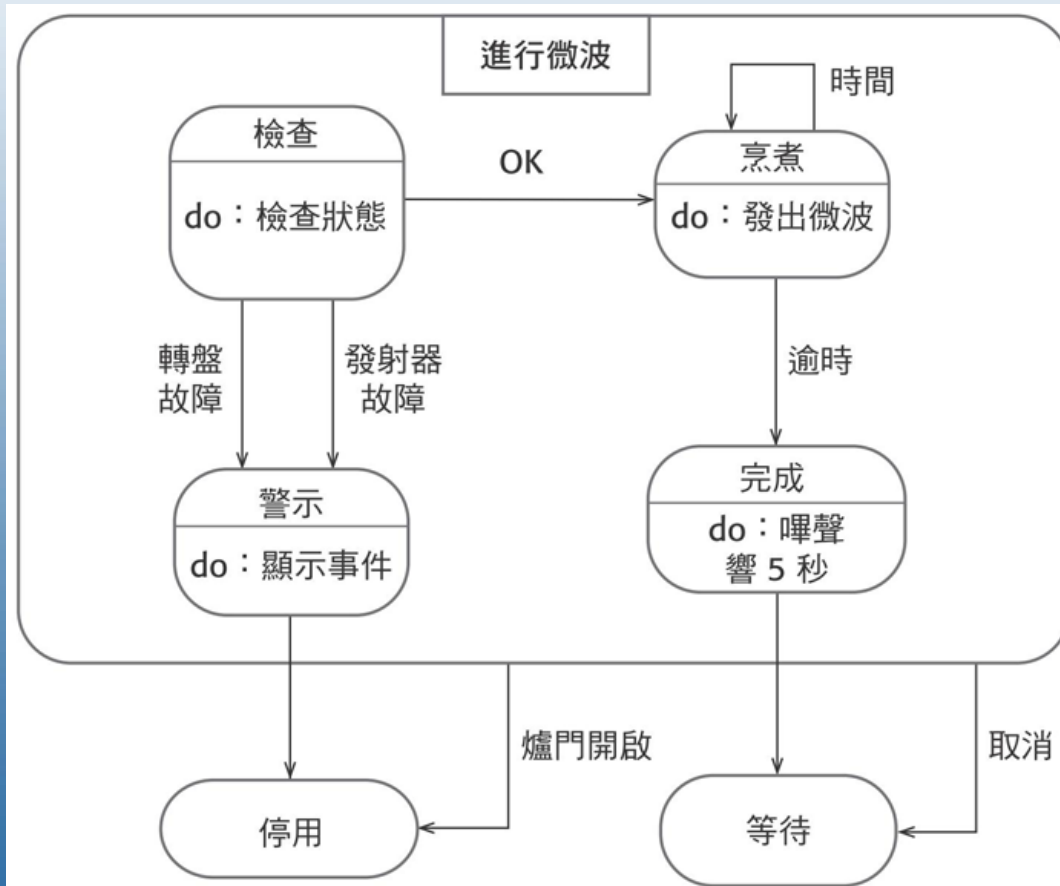 進行微波
時間
檢查
do：檢查狀態
OK
烹煮
do：發出微波
轉盤
故障
發射器
故障
逾時
警示
do：顯示事件
完成
do：嗶聲
響 5 秒
爐門開啟
取消
停用
等待